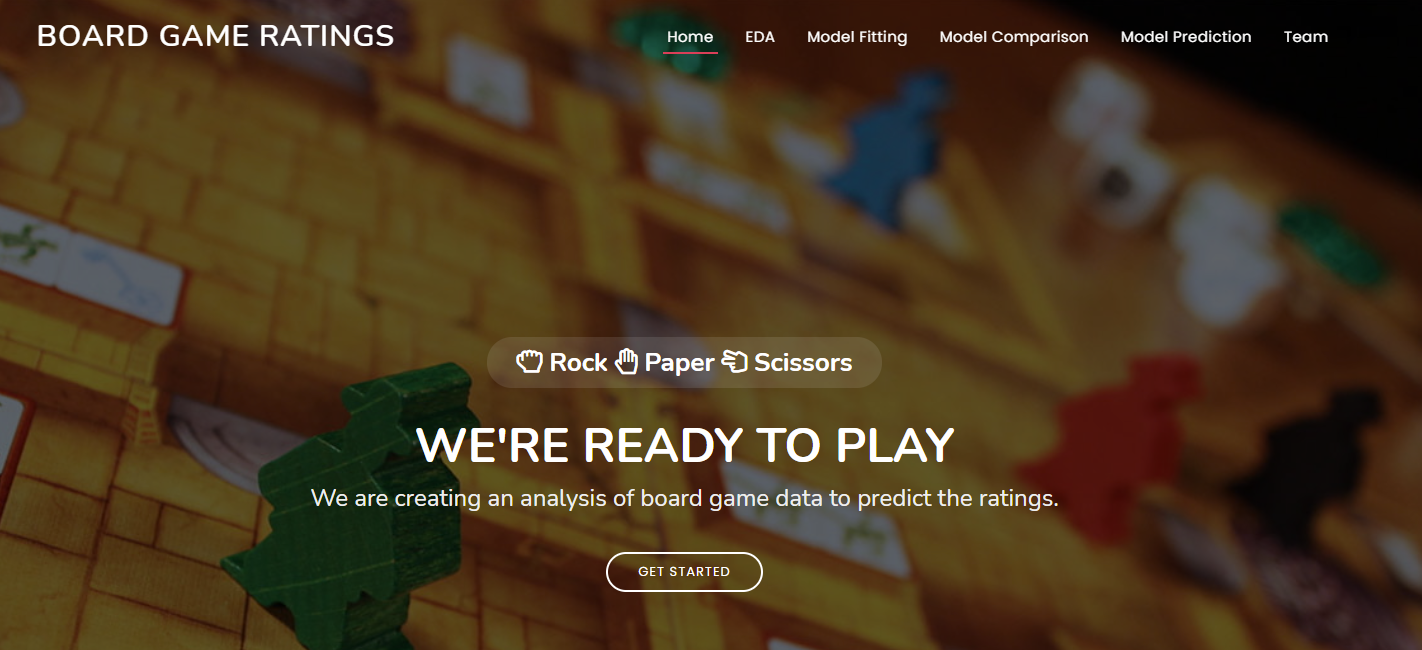 BOARD GAME RATINGS
Home EDA Model Fitting Model Comparison Model Prediction Team
Rock Paper Scissors
WE'RE READY TO PLAY
We are creating an analysis of board game data to predict the ratings.
GET STARTED